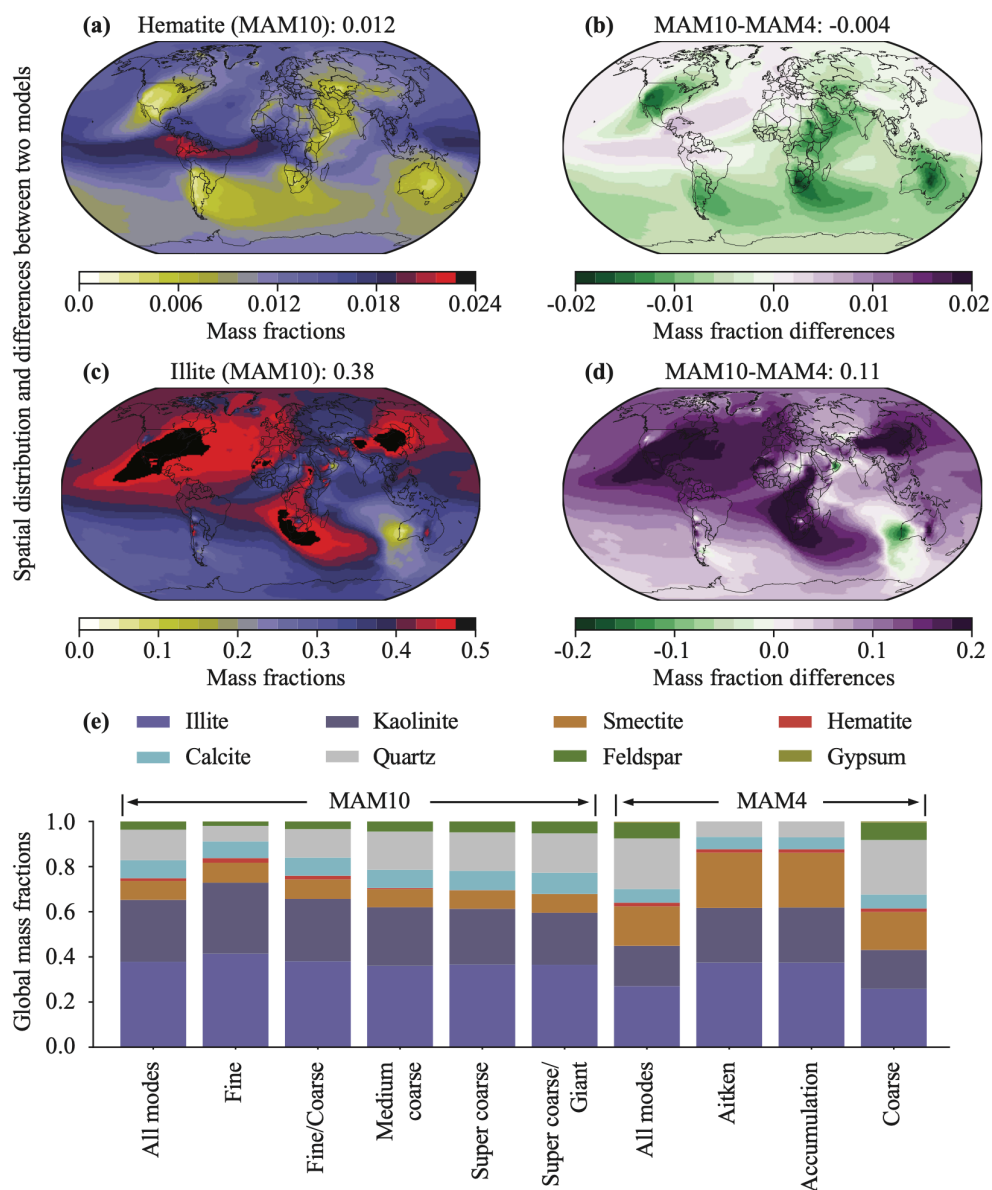 Spatial distribution and differences between two models
(a) Hematite (MAM10): 0.012
0.0 0.006 0.012 0.018 0.024
Mass fractions
(b) MAM10-MAM4: -0.004
-0.02 -0.01 0.0 0.01 0.02
Mass fraction differences
(c) Illite (MAM10): 0.38
0.0 0.1 0.2 0.3 0.4 0.5
Mass fractions
(d) MAM10-MAM4: 0.11
-0.2 -0.1 0.0 0.1 0.2
Mass fraction differences
(e)
Illite Kaolinite Smectite Hematite
Calcite Quartz Feldspar Gypsum
MAM10 MAM4
Global mass fractions
1.0
0.8
0.6
0.4
0.2
0.0
All modes
Fine
Fine/Coarse
Medium
coarse
Super coarse
Super coarse/
Giant
All modes
Aitken
Accumulation
Coarse